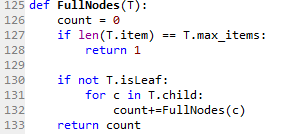 125 def FullNodes(T):
126     count = 0
127     if len(T.item) == T.max_items:
128         return 1
129
130     if not T.isLeaf:
131         for c in T.child:
132             count+=FullNodes(c)
133     return count